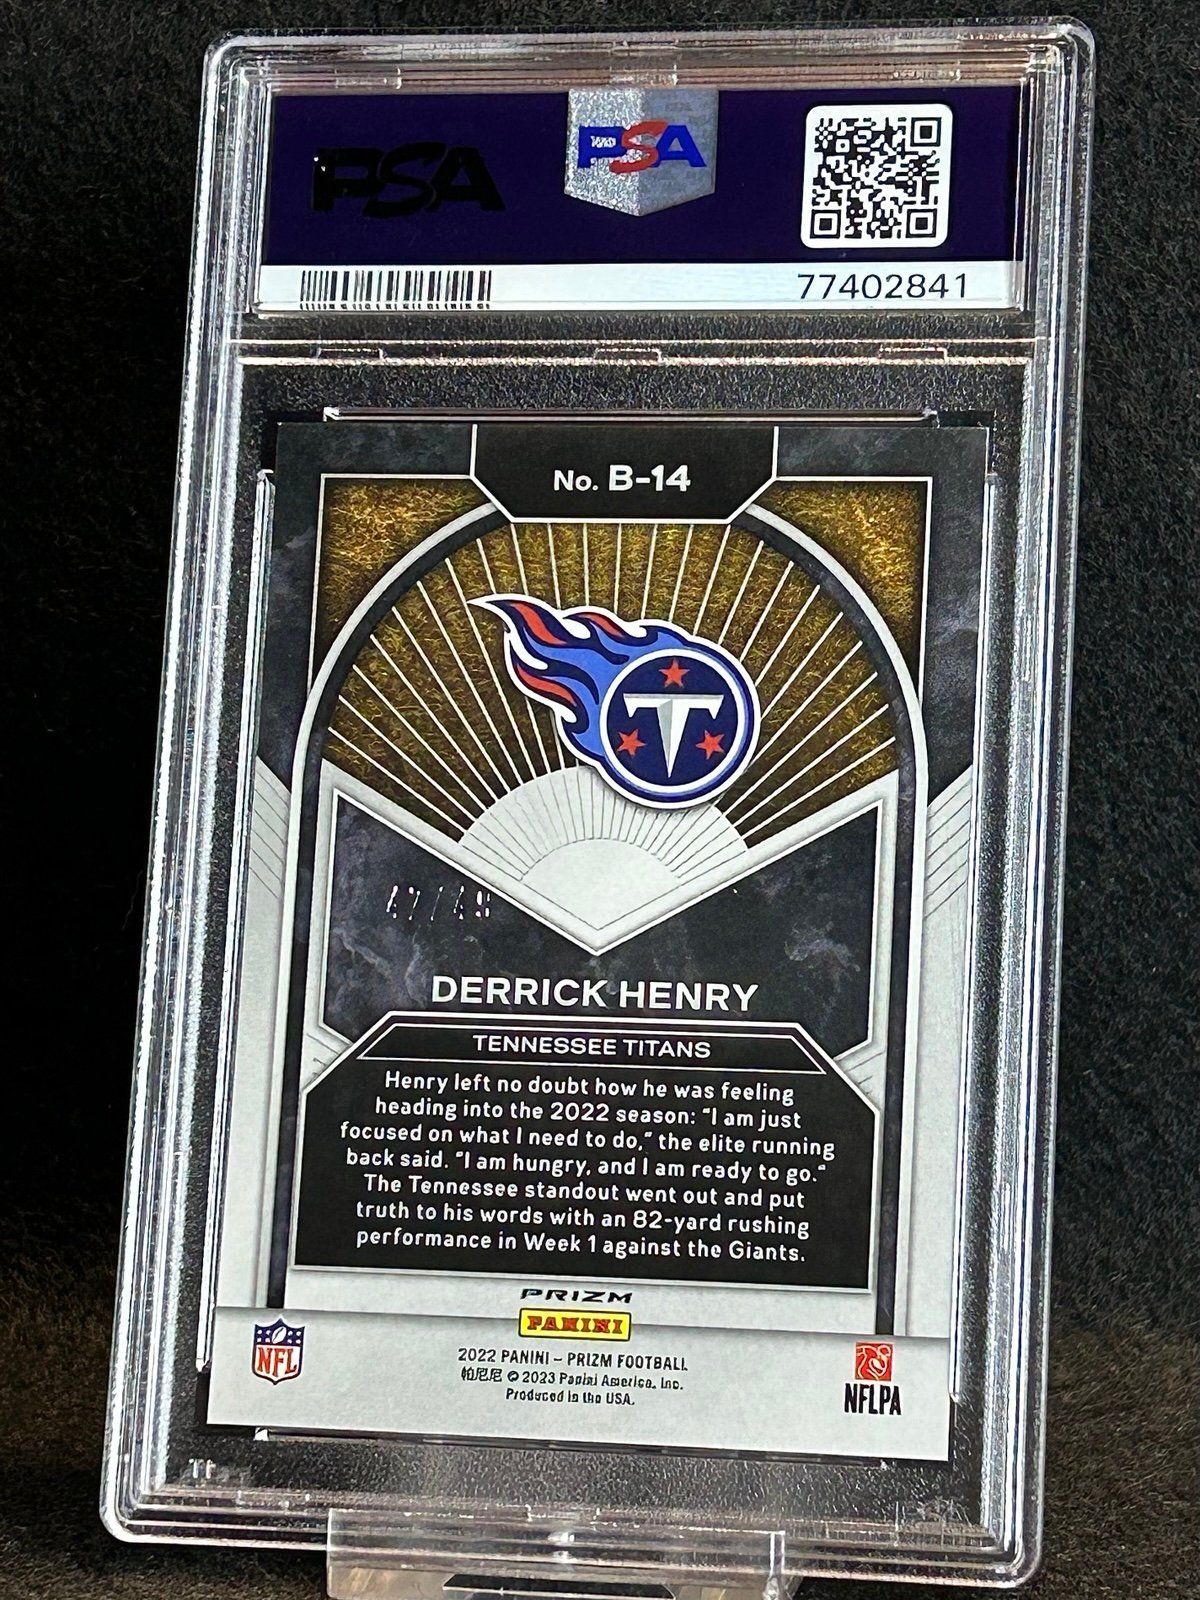 PSA
PSA
77402841
No. B-14
T
47/49
DERRICK HENRY
TENNESSEE TITANS
Henry left no doubt how he was feeling
heading into the 2022 season: "I am just
focused on what I need to do," the elite running
back said. "I am hungry, and I am ready to go."
The Tennessee standout went out and put
truth to his words with an 82-yard rushing
performance in Week 1 against the Giants.
PRIZM
PANINI
NFL
2022 PANINI – PRIZM FOOTBALL
帕尼尼 © 2023 Panini America, Inc.
Produced in the USA.
NFLPA